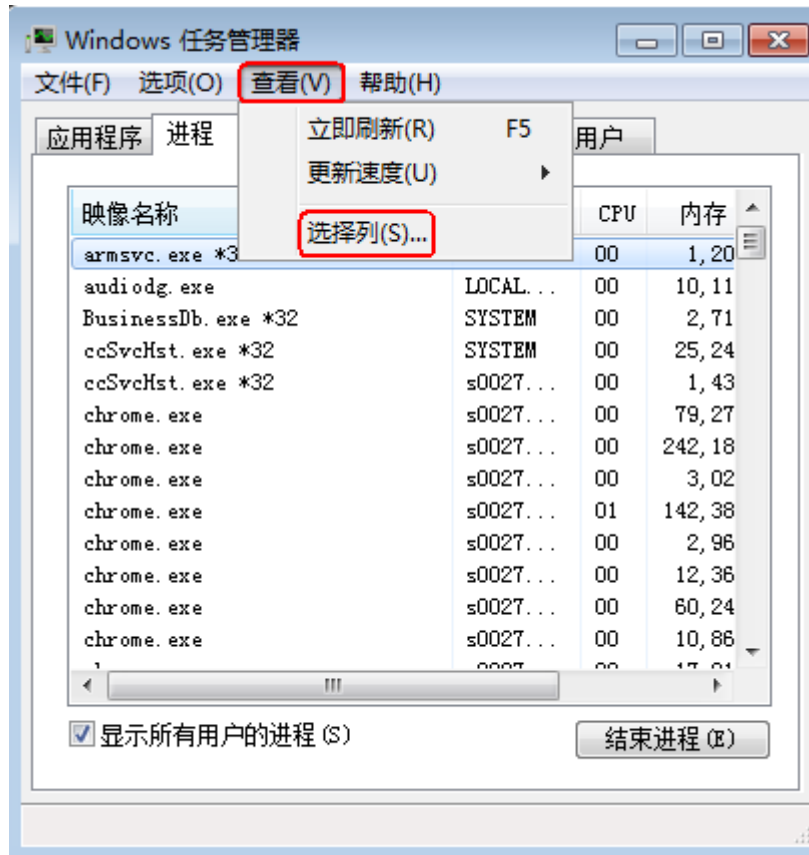 Windows 任务管理器
文件(F) 选项(O) 查看(V) 帮助(H)
立即刷新(R) F5
更新速度(U)
选择列(S)...
应用程序 进程 用户
映像名称 CPU 内存
armsvc.exe *3 00 1,20
audiodg.exe LOCAL... 00 10,11
BusinessDb.exe *32 SYSTEM 00 2,71
ccSvcHst.exe *32 SYSTEM 00 25,24
ccSvcHst.exe *32 s0027... 00 1,43
chrome.exe s0027... 00 79,27
chrome.exe s0027... 00 242,18
chrome.exe s0027... 00 3,02
chrome.exe s0027... 01 142,38
chrome.exe s0027... 00 2,96
chrome.exe s0027... 00 12,36
chrome.exe s0027... 00 60,24
chrome.exe s0027... 00 10,86
显示所有用户的进程(S) 结束进程(E)